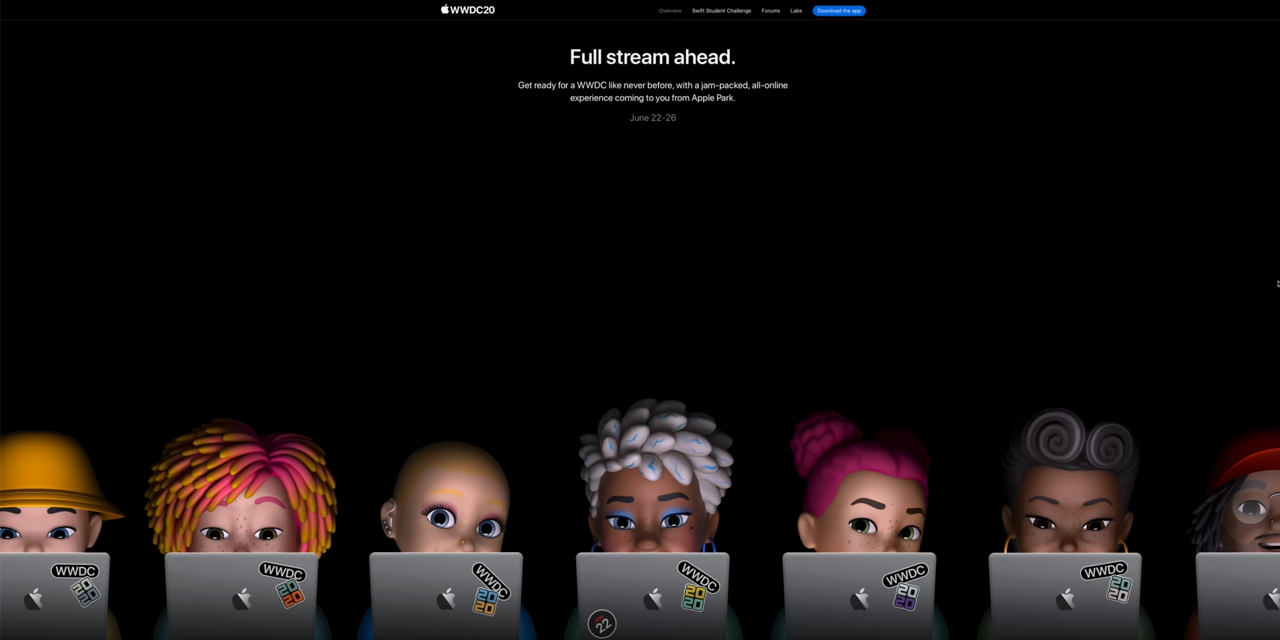 WWDC20
Overview
Swift Student Challenge
Forums
Labs
Download the app
Full stream ahead.
Get ready for a WWDC like never before, with a jam-packed, all-online
experience coming to you from Apple Park.
June 22-26
WWDC
20
20
WWDC
20
20
WWDC
20
20
WWDC
20
20
22
WWDC
20
20
WWDC
20
20